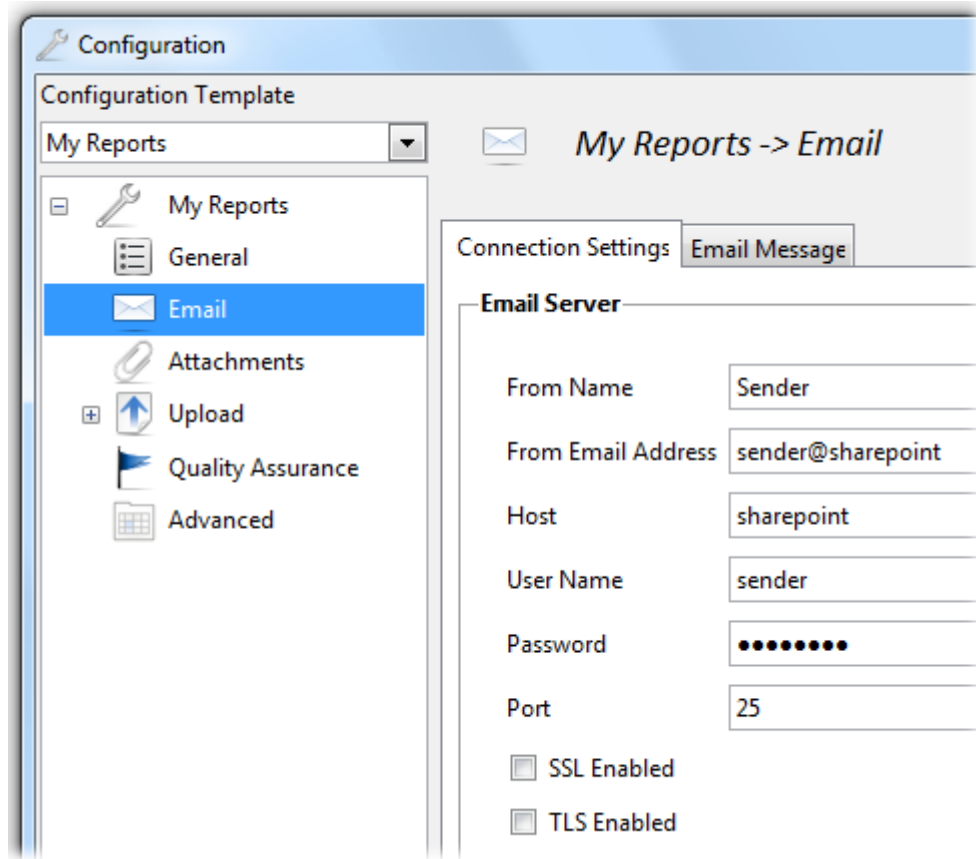 Configuration
Configuration Template
My Reports
My Reports -> Email
My Reports
General
Email
Attachments
Upload
Quality Assurance
Advanced
Connection Settings
Email Message
Email Server
From Name
Sender
From Email Address
sender@sharepoint
Host
sharepoint
User Name
sender
Password
••••••••
Port
25
SSL Enabled
TLS Enabled